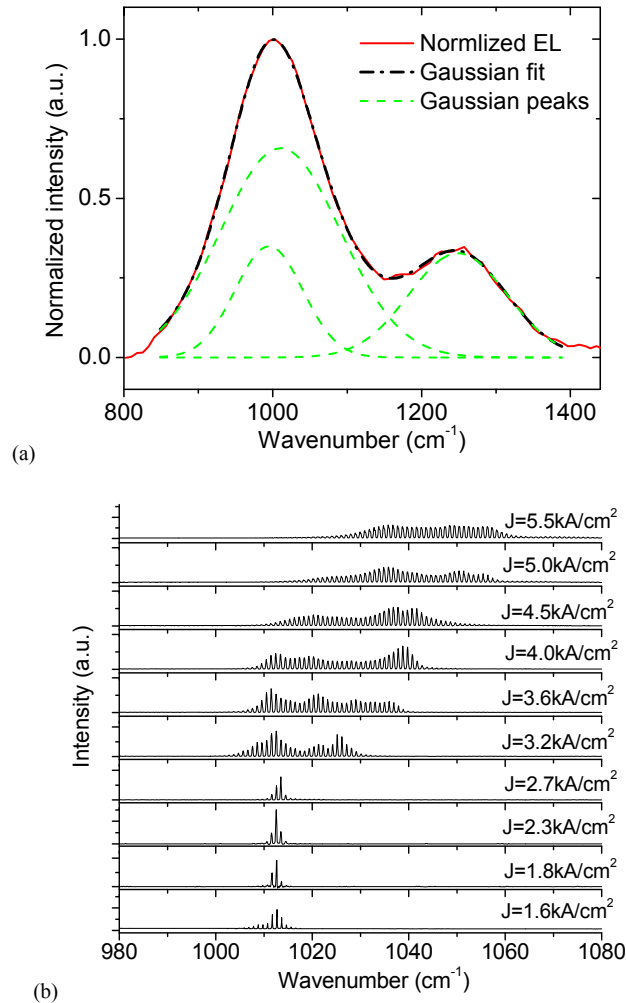 1.0
0.5
0.0
Normlized EL
Gaussian fit
Gaussian peaks
Normalized intensity (a.u.)
800 1000 1200 1400
Wavenumber (cm-1)
(a)
J=5.5kA/cm2
J=5.0kA/cm2
J=4.5kA/cm2
J=4.0kA/cm2
J=3.6kA/cm2
J=3.2kA/cm2
J=2.7kA/cm2
J=2.3kA/cm2
J=1.8kA/cm2
J=1.6kA/cm2
Intensity (a.u.)
980 1000 1020 1040 1060 1080
Wavenumber (cm-1)
(b)